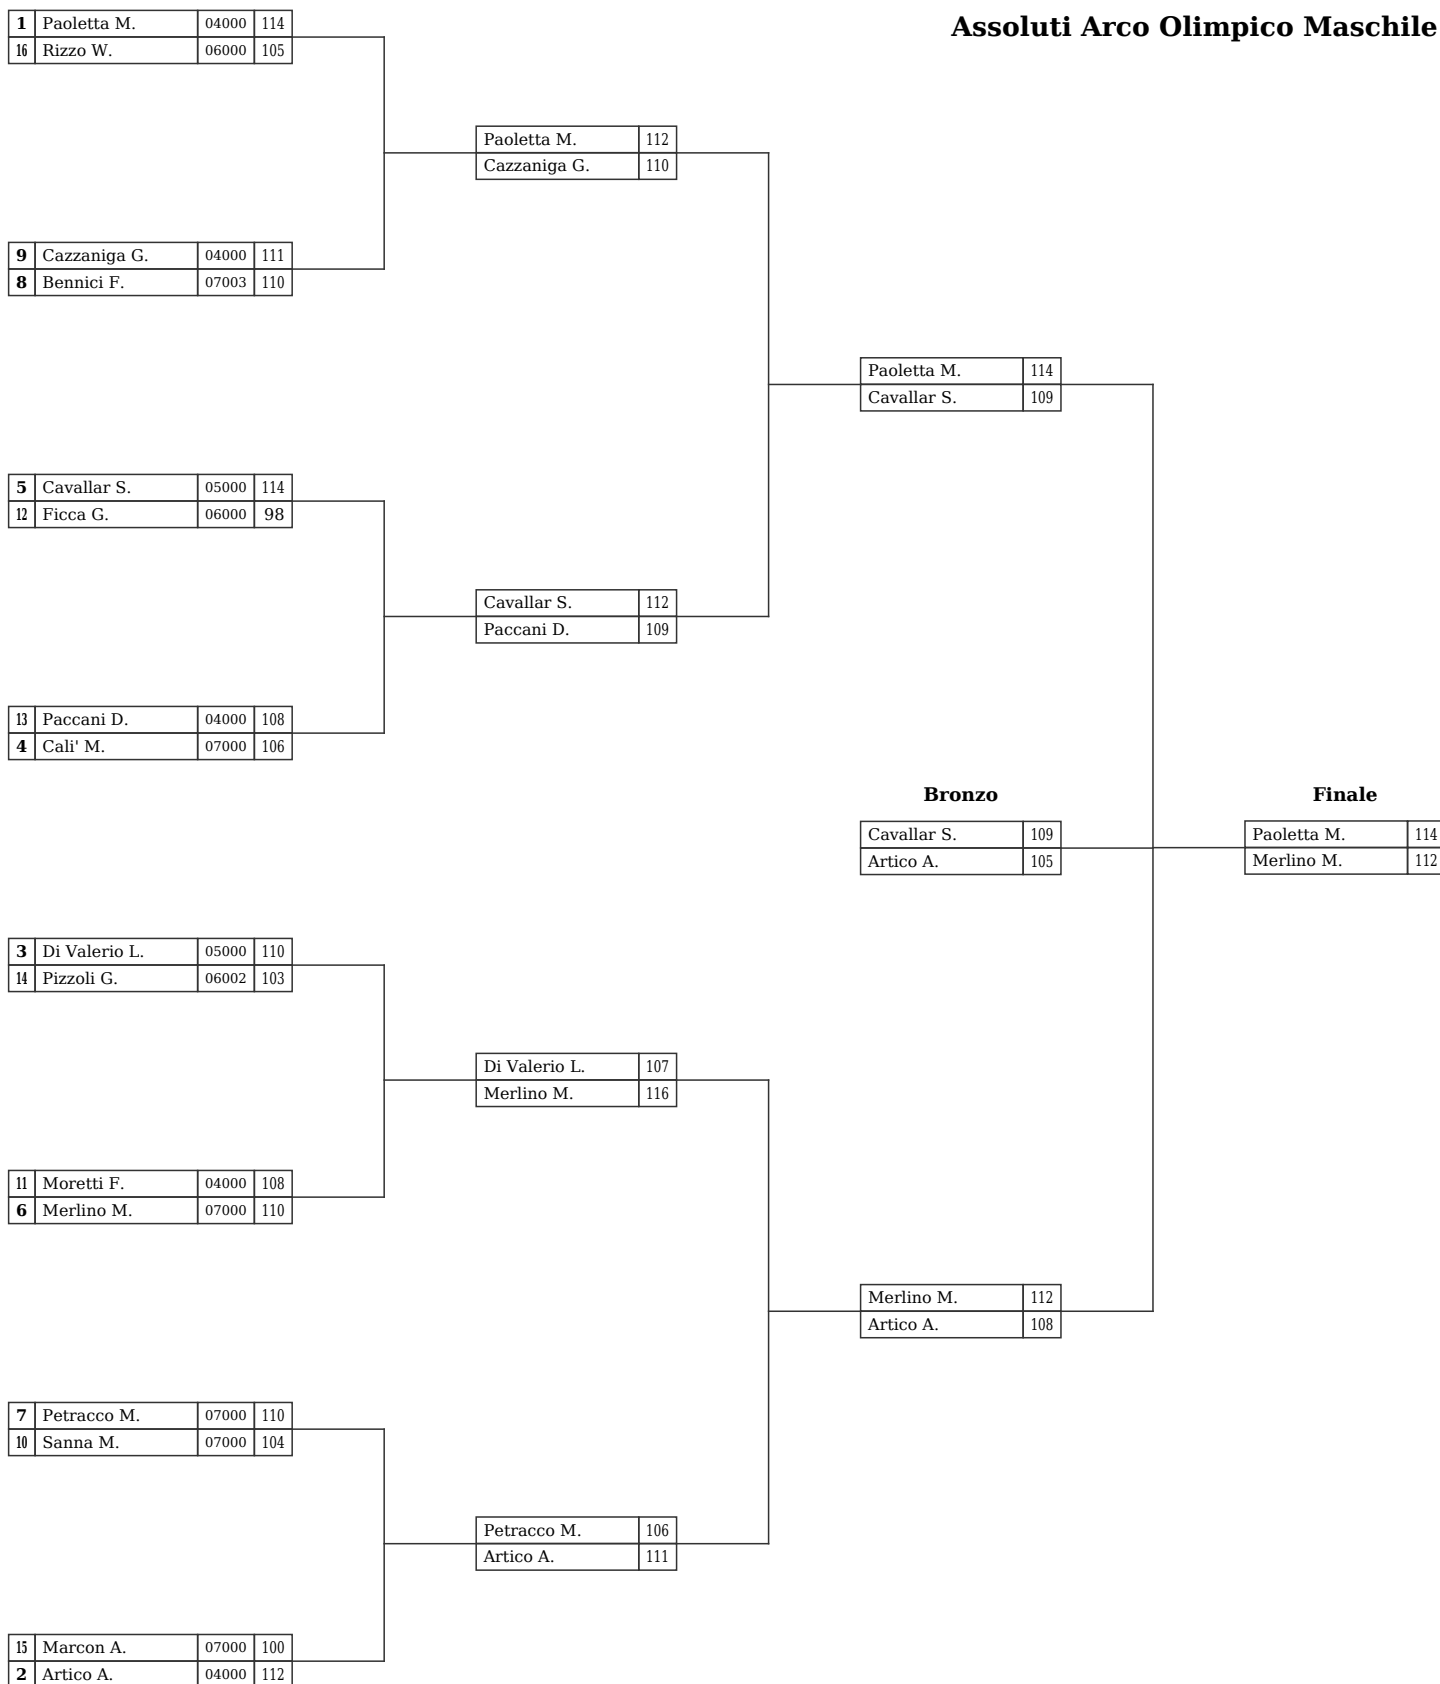 Assoluti Arco Olimpico Maschile
1 Paoletta M. 04000 114
16 Rizzo W. 06000 105
Paoletta M. 112
Cazzaniga G. 110
9 Cazzaniga G. 04000 111
8 Bennici F. 07003 110
Paoletta M. 114
Cavallar S. 109
5 Cavallar S. 05000 114
12 Ficca G. 06000 98
Cavallar S. 112
Paccani D. 109
13 Paccani D. 04000 108
4 Cali' M. 07000 106
Bronzo
Finale
Cavallar S. 109
Artico A. 105
Paoletta M. 114
Merlino M. 112
3 Di Valerio L. 05000 110
14 Pizzoli G. 06002 103
Di Valerio L. 107
Merlino M. 116
11 Moretti F. 04000 108
6 Merlino M. 07000 110
Merlino M. 112
Artico A. 108
7 Petracco M. 07000 110
10 Sanna M. 07000 104
Petracco M. 106
Artico A. 111
15 Marcon A. 07000 100
2 Artico A. 04000 112